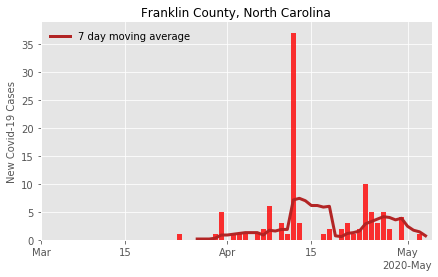 Franklin County, North Carolina
7 day moving average
New Covid-19 Cases
35
30
25
20
15
10
5
0
Mar 15 Apr 15 May
2020-May